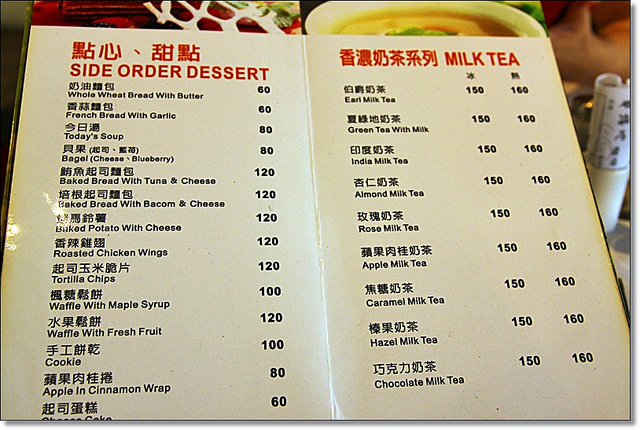 點心、甜點
SIDE ORDER DESSERT
奶油麵包
Whole Wheat Bread With Butter 60
香蒜麵包
French Bread With Garlic 60
今日湯
Today's Soup 80
貝果(起司、藍莓)
Bagel (Cheese、Blueberry) 80
鮪魚起司麵包
Baked Bread With Tuna & Cheese 120
培根起司麵包
Baked Bread With Bacom & Cheese 120
馬鈴薯
Baked Potato With Cheese 120
香辣雞翅
Roasted Chicken Wings 120
起司玉米脆片
Tortilla Chips 120
楓糖鬆餅
Waffle With Maple Syrup 100
水果鬆餅
Waffle With Fresh Fruit 120
手工餅乾
Cookie 100
蘋果肉桂捲
Apple In Cinnamon Wrap 80
起司蛋糕 60
Cheese Cake
香濃奶茶系列 MILK TEA
冰 熱
伯爵奶茶 150 160
Earl Milk Tea
夏綠地奶茶 150 160
Green Tea With Milk
印度奶茶 150 160
India Milk Tea
杏仁奶茶 150 160
Almond Milk Tea
玫瑰奶茶 150 160
Rose Milk Tea
蘋果肉桂奶茶 150 160
Apple Milk Tea
焦糖奶茶 150 160
Caramel Milk Tea
榛果奶茶 150 160
Hazel Milk Tea
巧克力奶茶 150 160
Chocolate Milk Tea